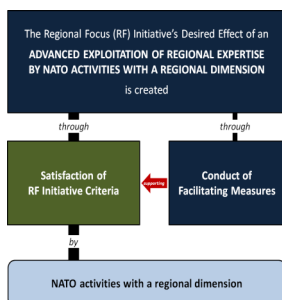 The Regional Focus (RF) Initiative's Desired Effect of an
ADVANCED EXPLOITATION OF REGIONAL EXPERTISE
BY NATO ACTIVITIES WITH A REGIONAL DIMENSION
is created
through
through
Satisfaction of
RF Initiative Criteria
supporting
Conduct of
Facilitating Measures
by
NATO activities with a regional dimension